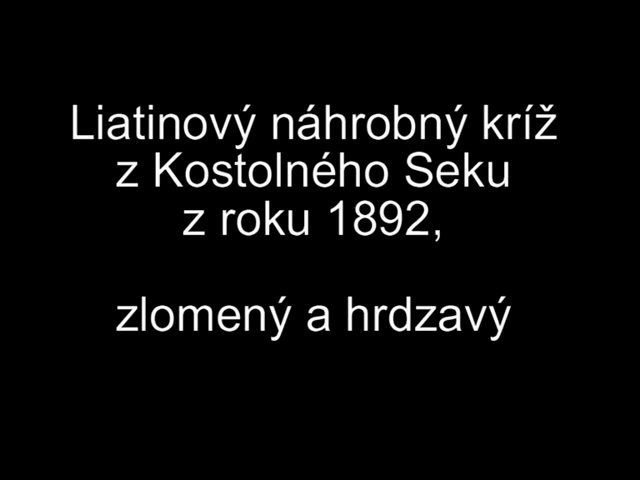 Liatinový náhrobný kríž
z Kostolného Seku
z roku 1892,
zlomený a hrdzavý